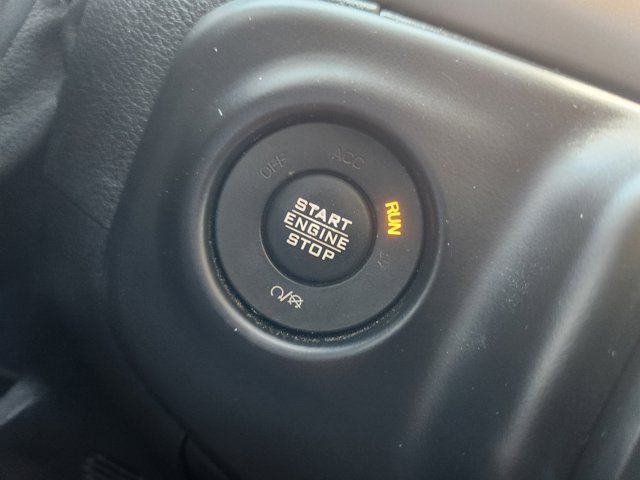 OFF
ACC
RUN
START
ENGINE
STOP